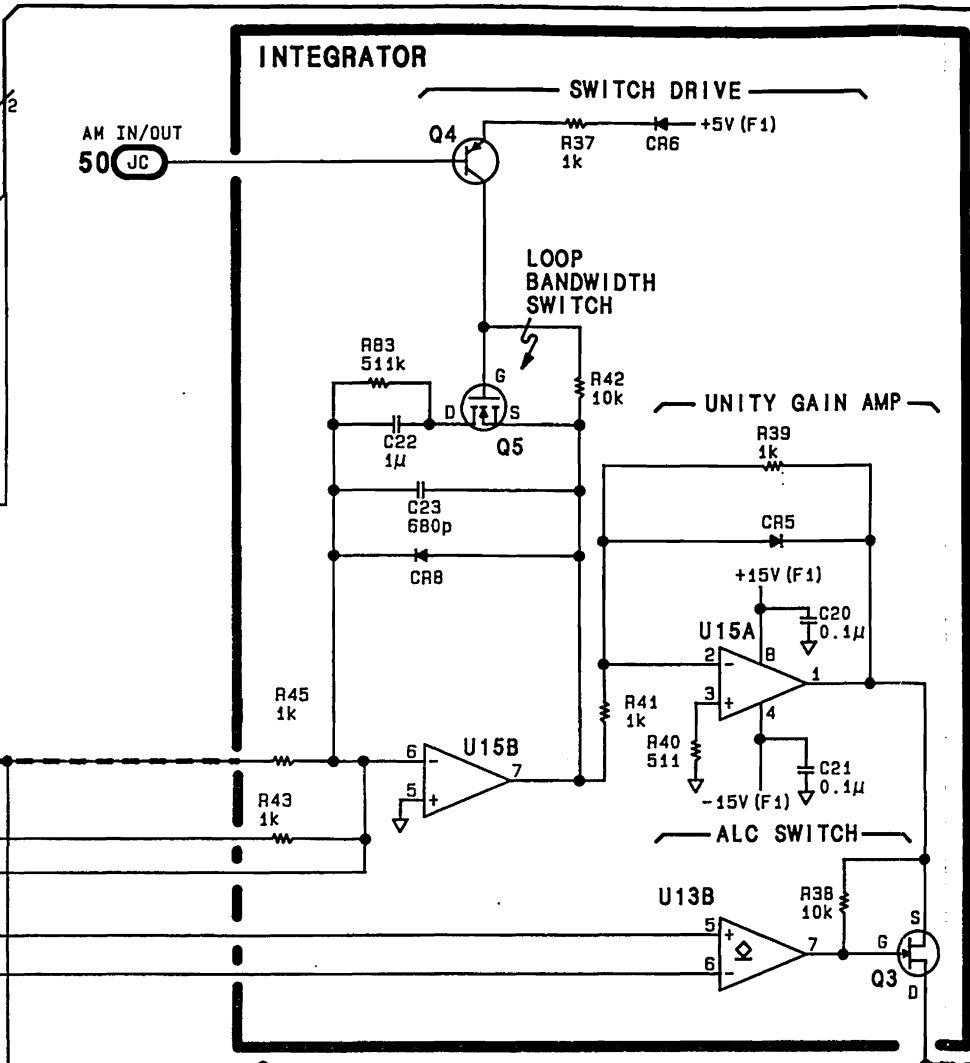 INTEGRATOR
SWITCH DRIVE
2
AM IN/OUT
50 JC
Q4
R37
1k
CR6
+5V(F1)
LOOP
BANDWIDTH
SWITCH
R83
511k
G
D
S
Q5
R42
10k
C22
1µ
C23
680p
CR8
UNITY GAIN AMP
R39
1k
CR5
+15V(F1)
C20
0.1µ
U15A
2 -
8
1
3 +
4
R41
1k
R40
511
C21
0.1µ
-15V(F1)
R45
1k
6 -
U15B
7
5 +
R43
1k
ALC SWITCH
U13B
R38
10k
5 +
6 -
7
S
G
Q3
D